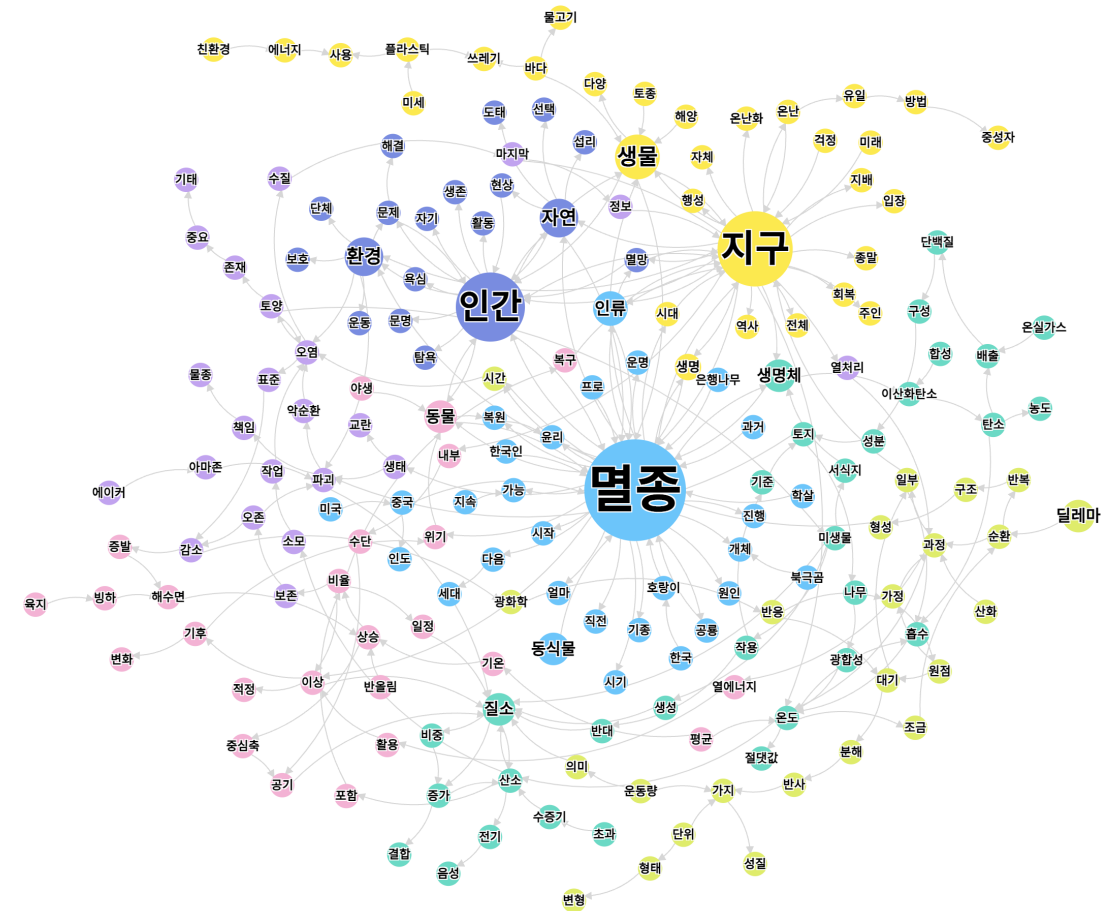 물고기
친환경
에너지
사용
플라스틱
쓰레기
바다
미세
다양
토종
해양
생물
온난화
온난
유일
방법
중성자
걱정
미래
자체
지배
입장
행성
지구
도태
선택
섭리
마지막
해결
현상
생존
정보
자연
수질
기태
단체
문제
자기
활동
중요
보호
환경
존재
욕심
인간
멸망
인류
시대
종말
회복
주인
역사
전체
단백질
구성
온실가스
토양
운동
문명
오염
탐욕
복구
운명
생명
은행나무
생명체
열처리
합성
배출
이산화탄소
탄소
농도
물종
표준
야생
시간
프로
악순환
동물
복원
책임
교란
윤리
한국인
내부
과거
토지
성분
아마존
작업
파괴
생태
에이커
미국
중국
지속
가능
멸종
기준
서식지
학살
일부
구조
반복
딜레마
오존
진행
형성
순환
과정
증발
감소
소모
수단
위기
시작
개체
미생물
인도
다음
북극곰
육지
빙하
해수면
보존
비율
세대
광화학
얼마
호랑이
원인
반응
나무
가정
산화
기후
일정
상승
직전
기종
공룡
흡수
변화
동식물
한국
작용
광합성
원점
적정
이상
반올림
기온
시기
열에너지
대기
질소
생성
온도
조금
중심축
활용
비중
반대
평균
절댓값
분해
공기
포함
증가
산소
의미
운동량
가지
반사
수증기
초과
단위
결합
전기
음성
형태
성질
변형